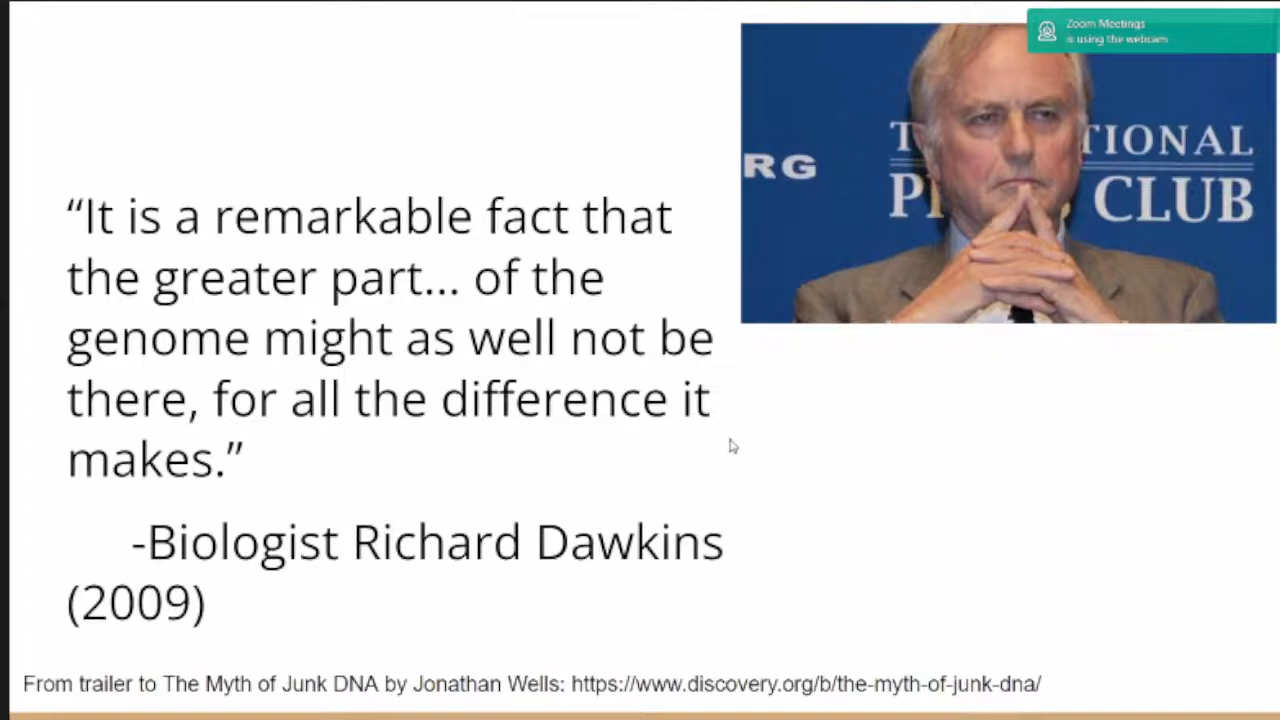 Zoom Meetings
is using the webcam
RG
TIONAL
CLUB
“It is a remarkable fact that
the greater part... of the
genome might as well not be
there, for all the difference it
makes.”
-Biologist Richard Dawkins
(2009)
From trailer to The Myth of Junk DNA by Jonathan Wells: https://www.discovery.org/b/the-myth-of-junk-dna/